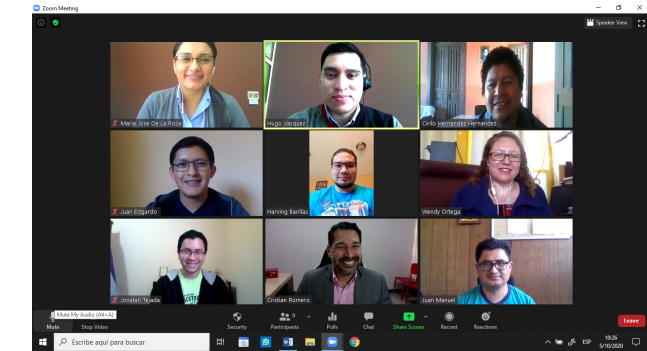 Zoom Meeting
Speaker View
Maria Jose De La Roca
Hugo Vasquez
Cirilo Hernandez Hernandez
Juan Edgardo
Harving Barillas
Wendy Ortega
Jonatan Tejada
Cristian Romero
Juan Manuel
Mute My Audio (Alt+A)
Mute
Stop Video
Security
9
Participants
Polls
Chat
Share Screen
Record
Reactions
Leave
Escribe aquí para buscar
ESP
10:26
5/10/2020